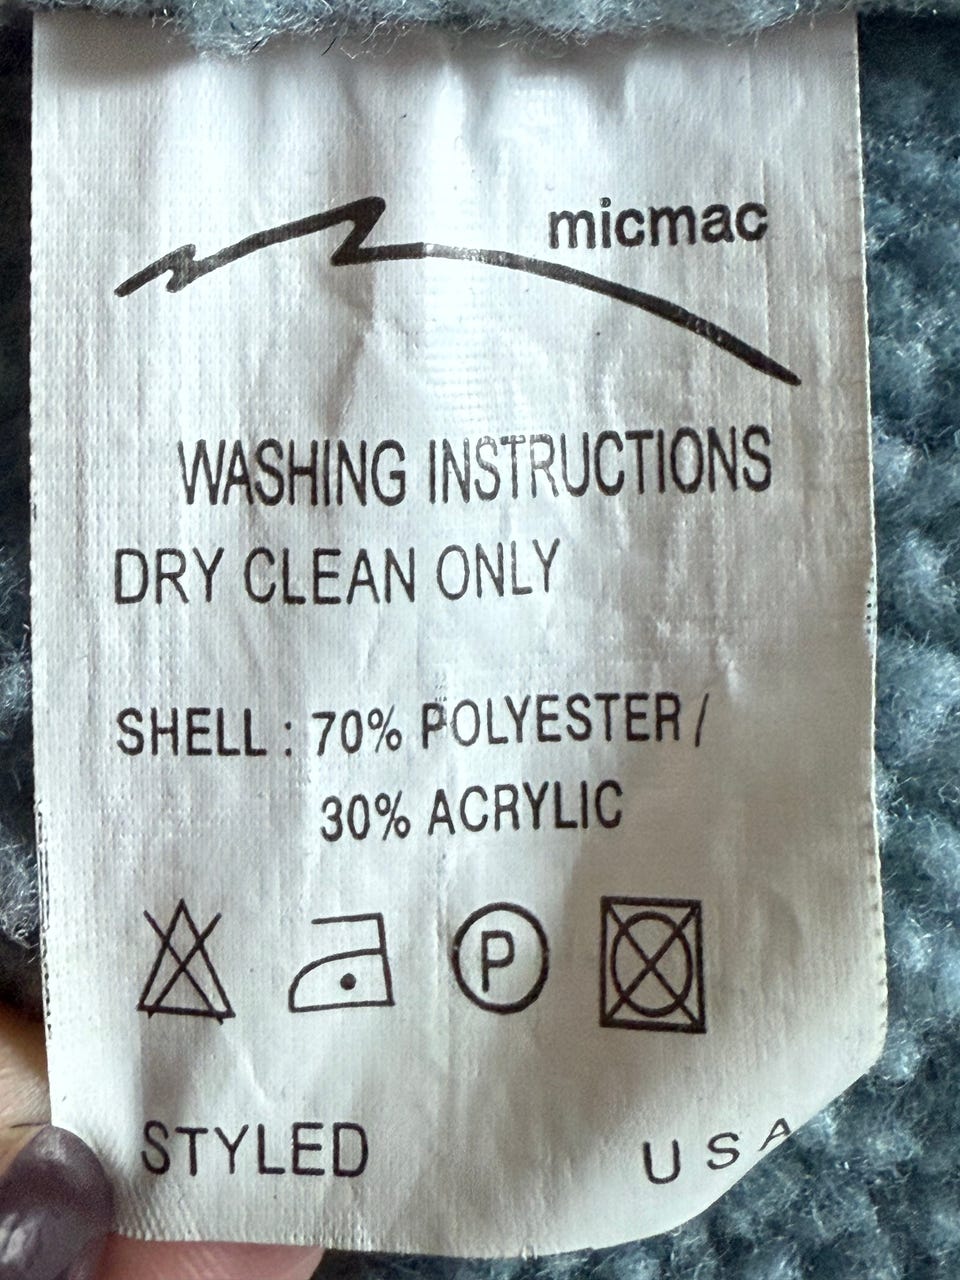 micmac
WASHING INSTRUCTIONS
DRY CLEAN ONLY
SHELL : 70% POLYESTER /
30% ACRYLIC
P
STYLED USA